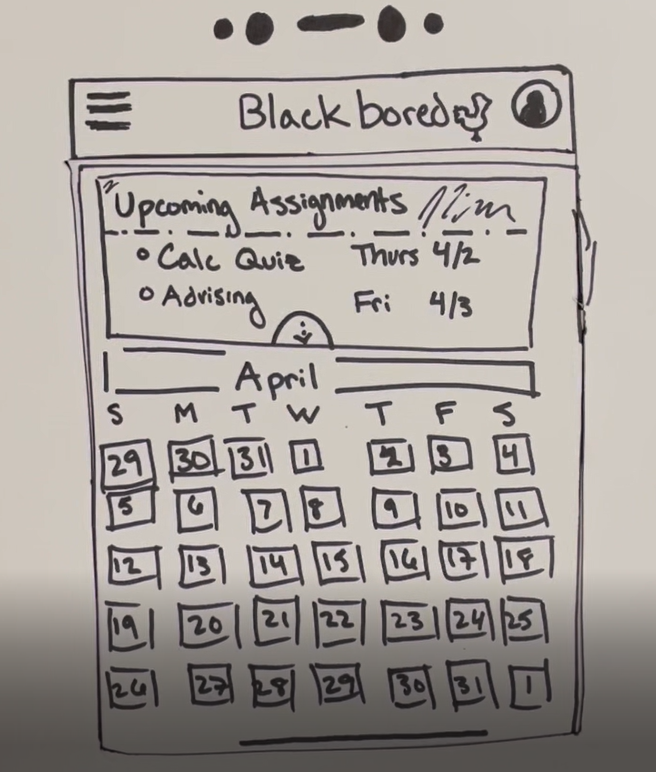 Blackbored
Upcoming Assignments
Calc Quiz Thurs 4/2
Advising Fri 4/3
April
S M T W T F S
29 30 31 1 2 3 4
5 6 7 8 9 10 11
12 13 14 15 16 17 18
19 20 21 22 23 24 25
26 27 28 29 30 31 1